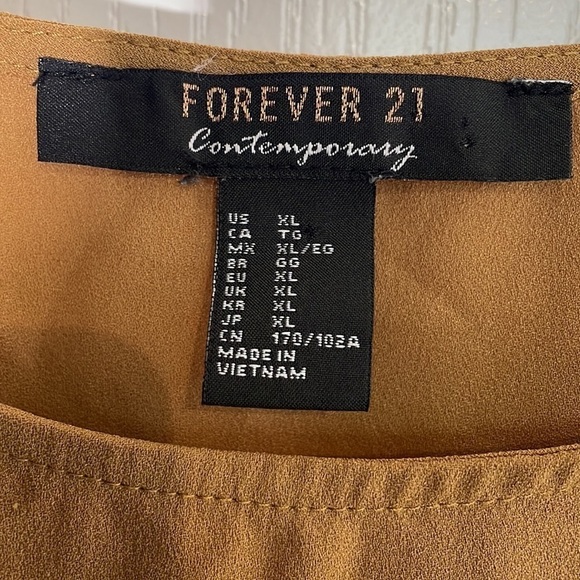 FOREVER 21
Contemporary
US XL
CA TG
MX XL/EG
BR GG
EU XL
UK XL
KR XL
JP XL
CN 170/102A
MADE IN
VIETNAM